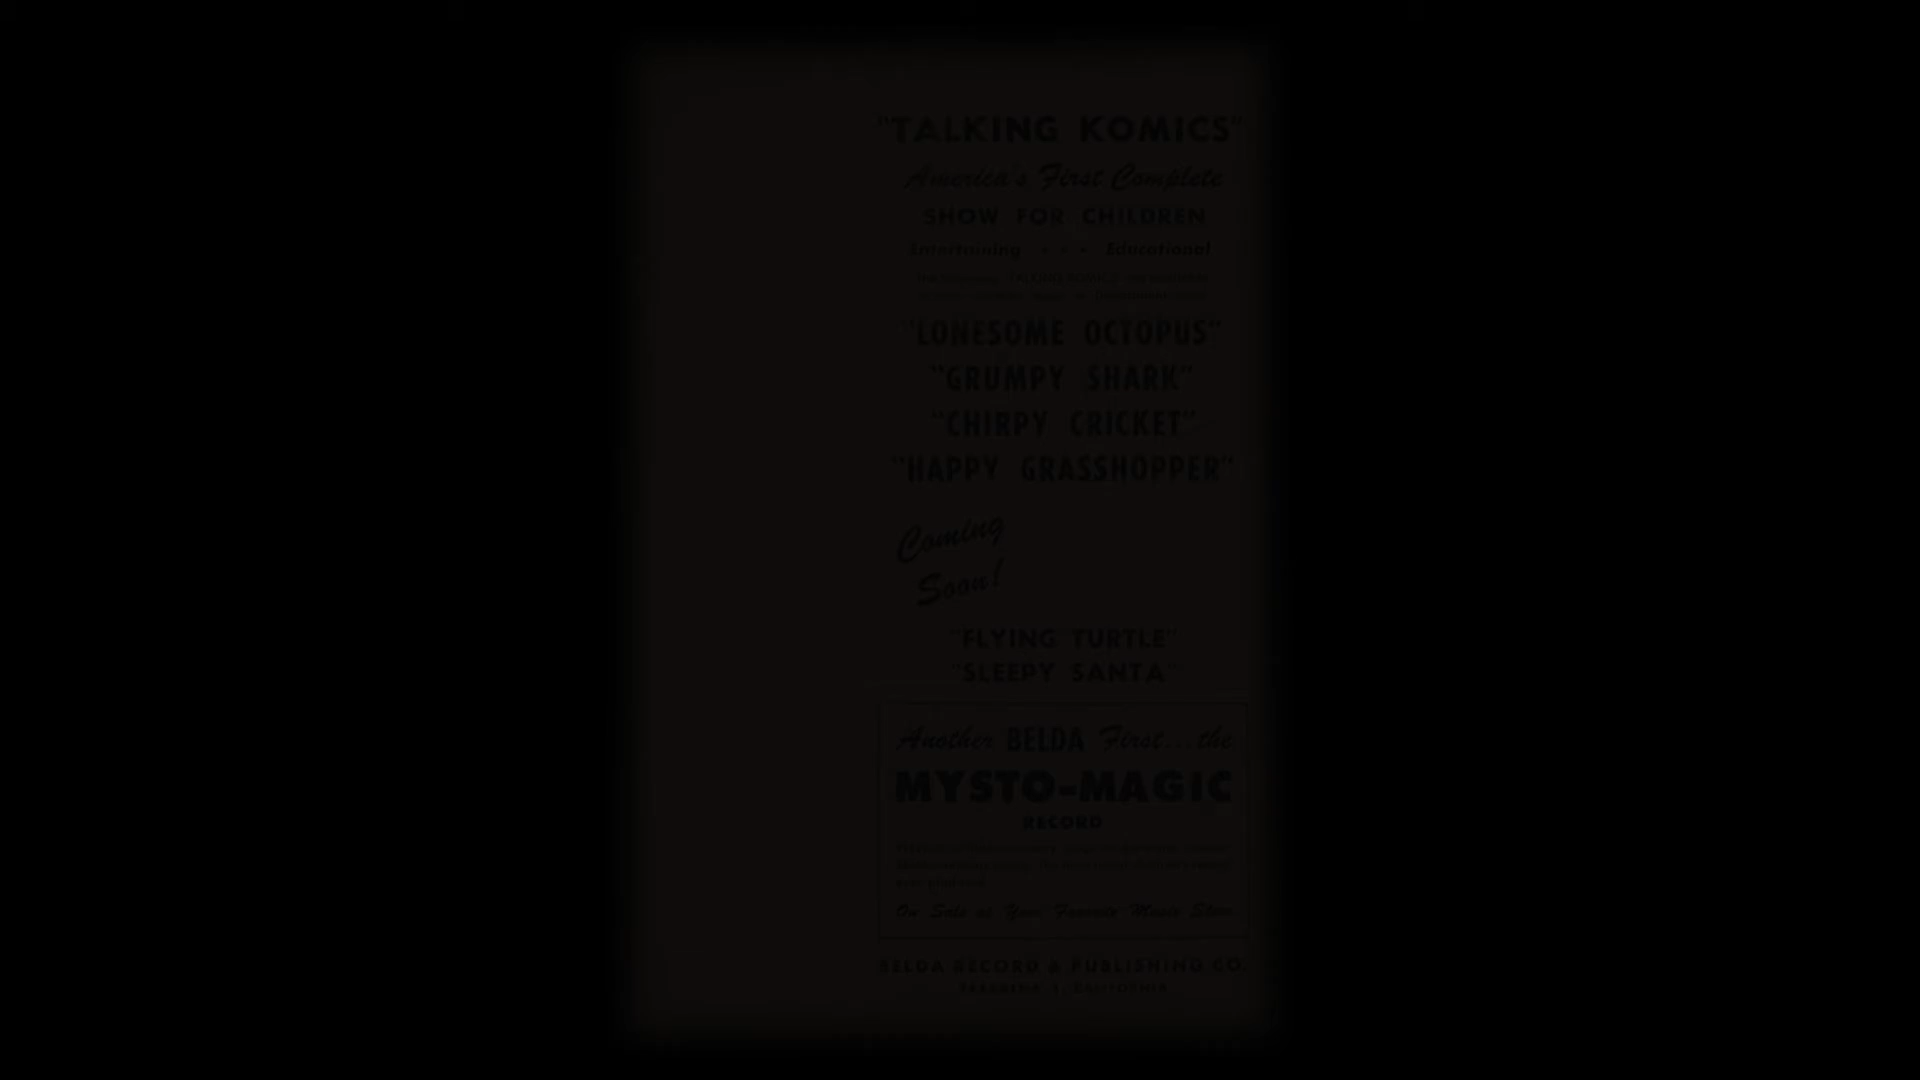 "TALKING KOMICS"
America's First Complete
SHOW FOR CHILDREN
Entertaining - - - Educational
"LONESOME OCTOPUS"
"GRUMPY SHARK"
"CHIRPY CRICKET"
"HAPPY GRASSHOPPER"
Coming
Soon!
"FLYING TURTLE"
"SLEEPY SANTA"
Another BELDA First...the
MYSTO-MAGIC
RECORD
On Sale at Your Favorite Music Store
BELDA RECORD & PUBLISHING CO.
PASADENA CALIFORNIA